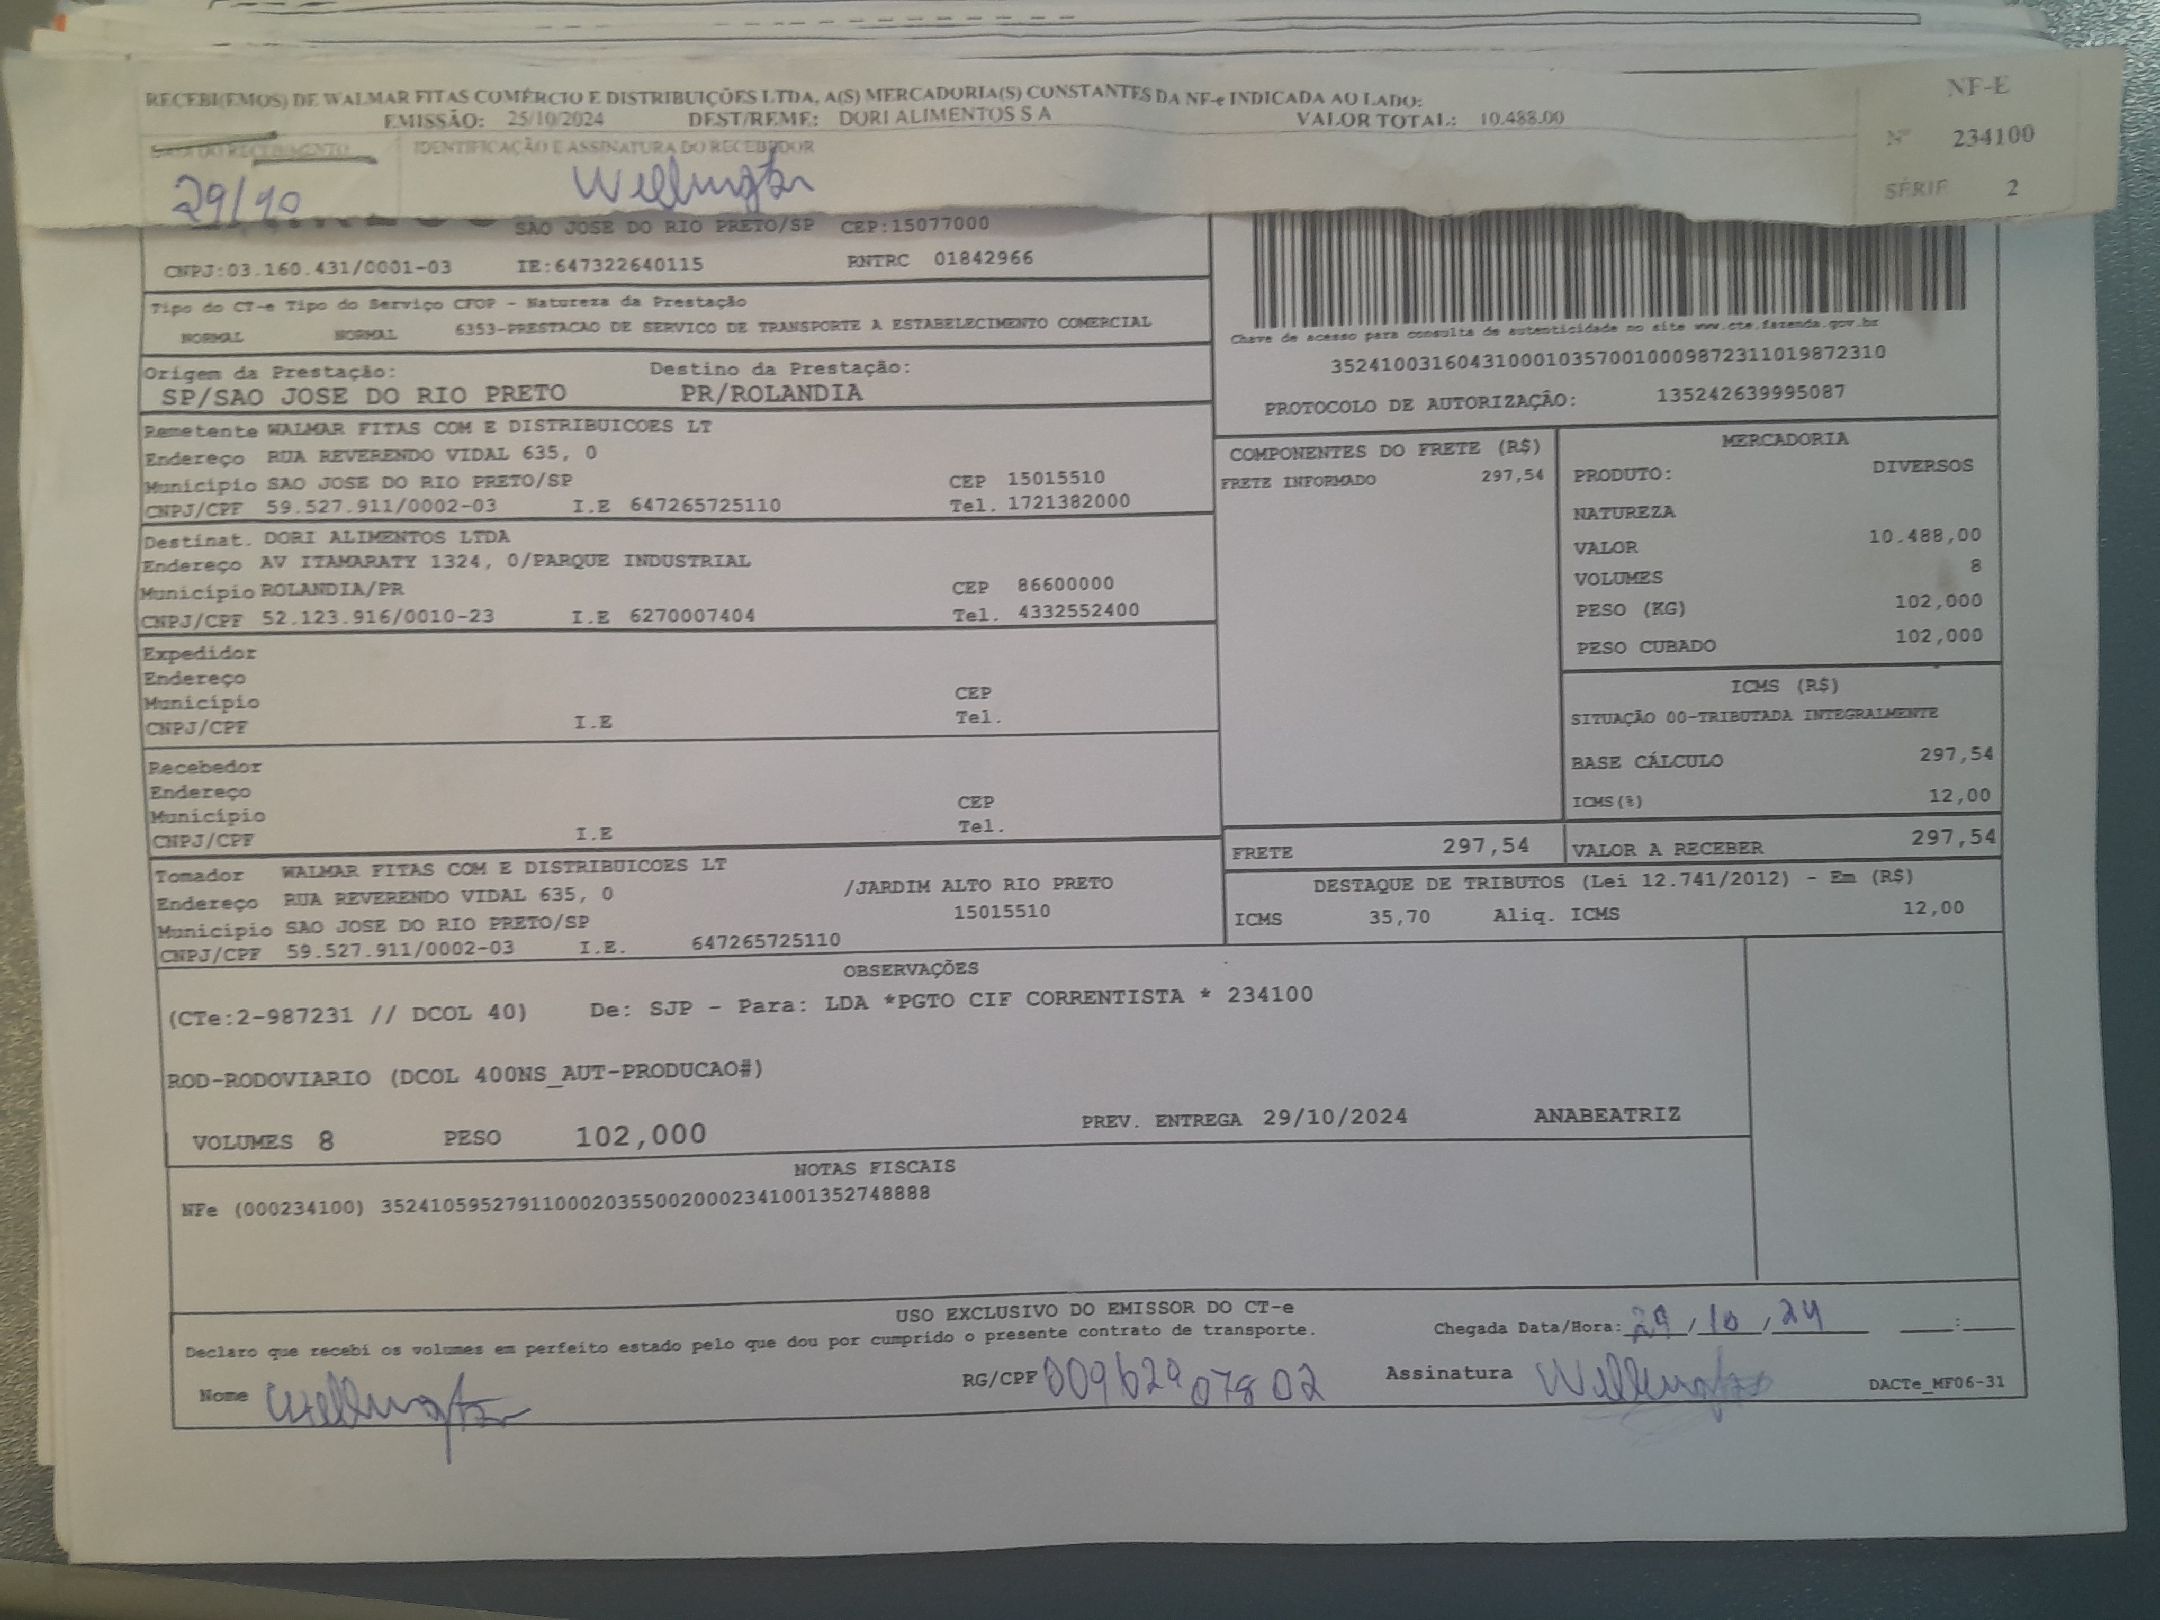 RECEBI(EMOS) DE WALMAR FITAS COMÉRCIO E DISTRIBUIÇÕES LTDA, A(S) MERCADORIA(S) CONSTANTES DA NF-e INDICADA AO LADO:
EMISSÃO: 25/10/2024 DEST/REME: DORI ALIMENTOS S A VALOR TOTAL: 10.488.00
NF-E
Nº 234100
SÉRIE 2
DATA DO RECEBIMENTO IDENTIFICAÇÃO E ASSINATURA DO RECEBEDOR
29/10 Wellington
SAO JOSE DO RIO PRETO/SP CEP:15077000
CNPJ:03.160.431/0001-03 IE:647322640115 RNTRC 01842966
Tipo do CT-e Tipo do Serviço CFOP - Natureza da Prestação
NORMAL NORMAL 6353-PRESTACAO DE SERVICO DE TRANSPORTE A ESTABELECIMENTO COMERCIAL
Chave de acesso para consulta de autenticidade no site www.cte.fazenda.gov.br
35241003160431000103570010009872311019872310
PROTOCOLO DE AUTORIZAÇÃO: 135242639995087
Origem da Prestação: Destino da Prestação:
SP/SAO JOSE DO RIO PRETO PR/ROLANDIA
Remetente WALMAR FITAS COM E DISTRIBUICOES LT
Endereço RUA REVERENDO VIDAL 635, 0
Município SAO JOSE DO RIO PRETO/SP CEP 15015510
CNPJ/CPF 59.527.911/0002-03 I.E 647265725110 Tel. 1721382000
Destinat. DORI ALIMENTOS LTDA
Endereço AV ITAMARATY 1324, 0/PARQUE INDUSTRIAL
Município ROLANDIA/PR CEP 86600000
CNPJ/CPF 52.123.916/0010-23 I.E 6270007404 Tel. 4332552400
Expedidor
Endereço
Município CEP
CNPJ/CPF I.E Tel.
Recebedor
Endereço
Município CEP
CNPJ/CPF I.E Tel.
Tomador WALMAR FITAS COM E DISTRIBUICOES LT
Endereço RUA REVERENDO VIDAL 635, 0 /JARDIM ALTO RIO PRETO
Município SAO JOSE DO RIO PRETO/SP 15015510
CNPJ/CPF 59.527.911/0002-03 I.E. 647265725110
COMPONENTES DO FRETE (R$)
FRETE INFORMADO 297,54
MERCADORIA
PRODUTO: DIVERSOS
NATUREZA
VALOR 10.488,00
VOLUMES 8
PESO (KG) 102,000
PESO CUBADO 102,000
ICMS (R$)
SITUAÇÃO 00-TRIBUTADA INTEGRALMENTE
BASE CÁLCULO 297,54
ICMS(%) 12,00
FRETE 297,54 VALOR A RECEBER 297,54
DESTAQUE DE TRIBUTOS (Lei 12.741/2012) - Em (R$)
ICMS 35,70 Aliq. ICMS 12,00
OBSERVAÇÕES
(CTe:2-987231 // DCOL 40) De: SJP - Para: LDA *PGTO CIF CORRENTISTA * 234100
ROD-RODOVIARIO (DCOL 400NS_AUT-PRODUCAO#)
VOLUMES 8 PESO 102,000 PREV. ENTREGA 29/10/2024 ANABEATRIZ
NOTAS FISCAIS
NFe (000234100) 35241059527911000203550020002341001352748888
USO EXCLUSIVO DO EMISSOR DO CT-e
Declaro que recebi os volumes em perfeito estado pelo que dou por cumprido o presente contrato de transporte. Chegada Data/Hora: 29/10/24 :
Nome Wellington RG/CPF 00962907802 Assinatura Wellington DACTe_MF06-31